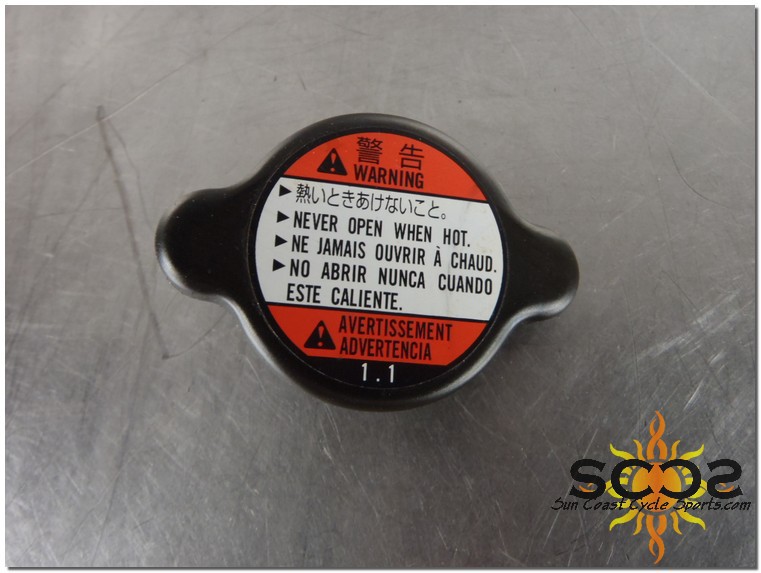 警告
WARNING
▶熱いときあけないこと。
▶NEVER OPEN WHEN HOT.
▶NE JAMAIS OUVRIR À CHAUD.
▶NO ABRIR NUNCA CUANDO
ESTE CALIENTE.
AVERTISSEMENT
ADVERTENCIA
1.1
SCCS
Sun Coast Cycle Sports.com